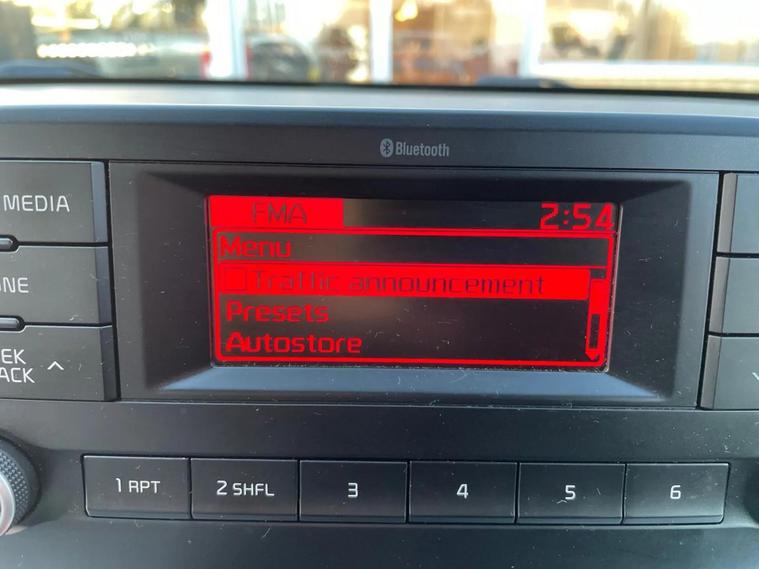 Bluetooth
MEDIA
FMA 2:54
Menu
Traffic announcement
Presets
Autostore
NE
EK
ACK
1 RPT
2 SHFL
3
4
5
6